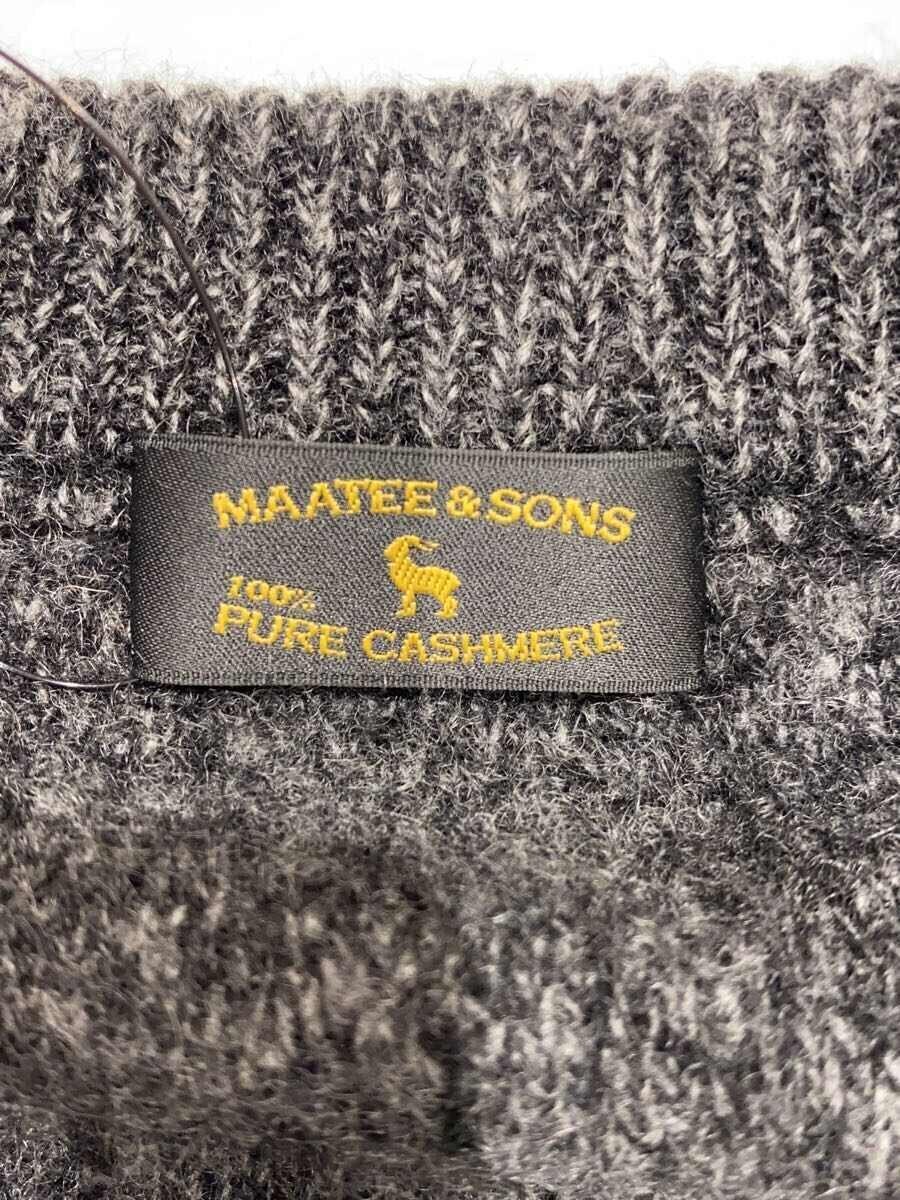 MAATEE & SONS
100%
PURE CASHMERE